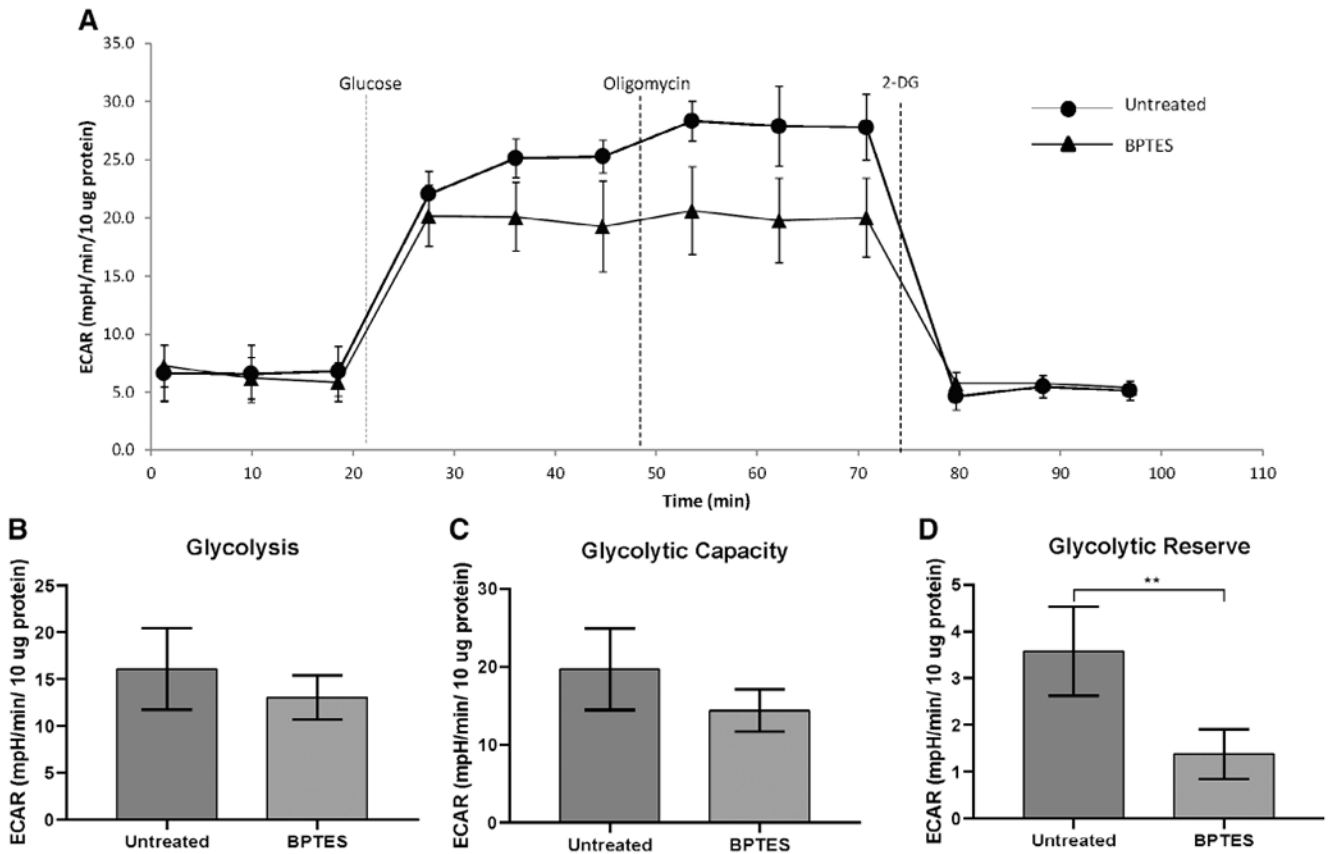 A
35.0
30.0
25.0
20.0
15.0
10.0
5.0
0.0
ECAR (mpH/min/10 ug protein)
Glucose
Oligomycin
2-DG
Untreated
BPTES
0 10 20 30 40 50 60 70 80 90 100 110
Time (min)
B
Glycolysis
ECAR (mpH/min/ 10 ug protein)
25
20
15
10
5
0
Untreated BPTES
C
Glycolytic Capacity
ECAR (mpH/min/ 10 ug protein)
30
20
10
0
Untreated BPTES
D
Glycolytic Reserve
ECAR (mpH/min/ 10 ug protein)
5
4
3
2
1
0
**
Untreated BPTES